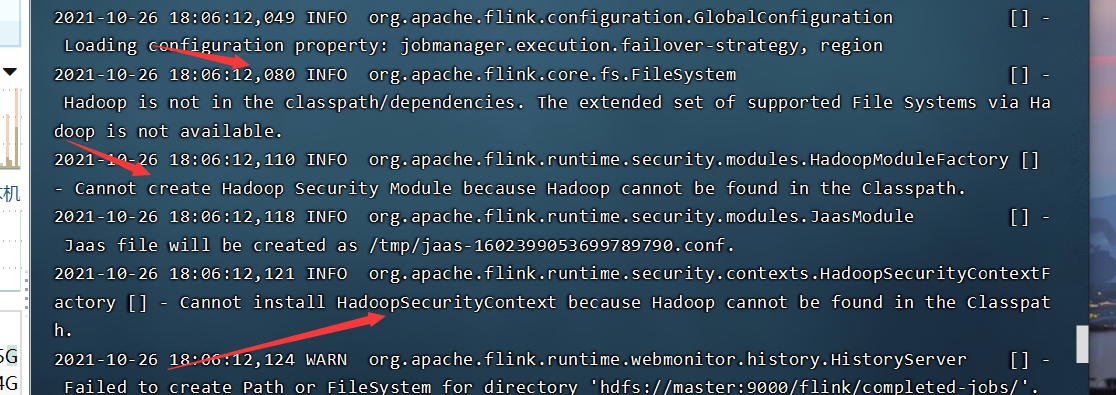 2021-10-26 18:06:12,049 INFO  org.apache.flink.configuration.GlobalConfiguration           [] -
Loading configuration property: jobmanager.execution.failover-strategy, region
2021-10-26 18:06:12,080 INFO  org.apache.flink.core.fs.FileSystem                          [] -
Hadoop is not in the classpath/dependencies. The extended set of supported File Systems via Ha
doop is not available.
2021-10-26 18:06:12,110 INFO  org.apache.flink.runtime.security.modules.HadoopModuleFactory []
- Cannot create Hadoop Security Module because Hadoop cannot be found in the Classpath.
2021-10-26 18:06:12,118 INFO  org.apache.flink.runtime.security.modules.JaasModule         [] -
Jaas file will be created as /tmp/jaas-1602399053699789790.conf.
2021-10-26 18:06:12,121 INFO  org.apache.flink.runtime.security.contexts.HadoopSecurityContextF
actory [] - Cannot install HadoopSecurityContext because Hadoop cannot be found in the Classpat
h.
2021-10-26 18:06:12,124 WARN  org.apache.flink.runtime.webmonitor.history.HistoryServer    [] -
Failed to create Path or FileSystem for directory 'hdfs://master:9000/flink/completed-jobs/'.
机
5G
4G